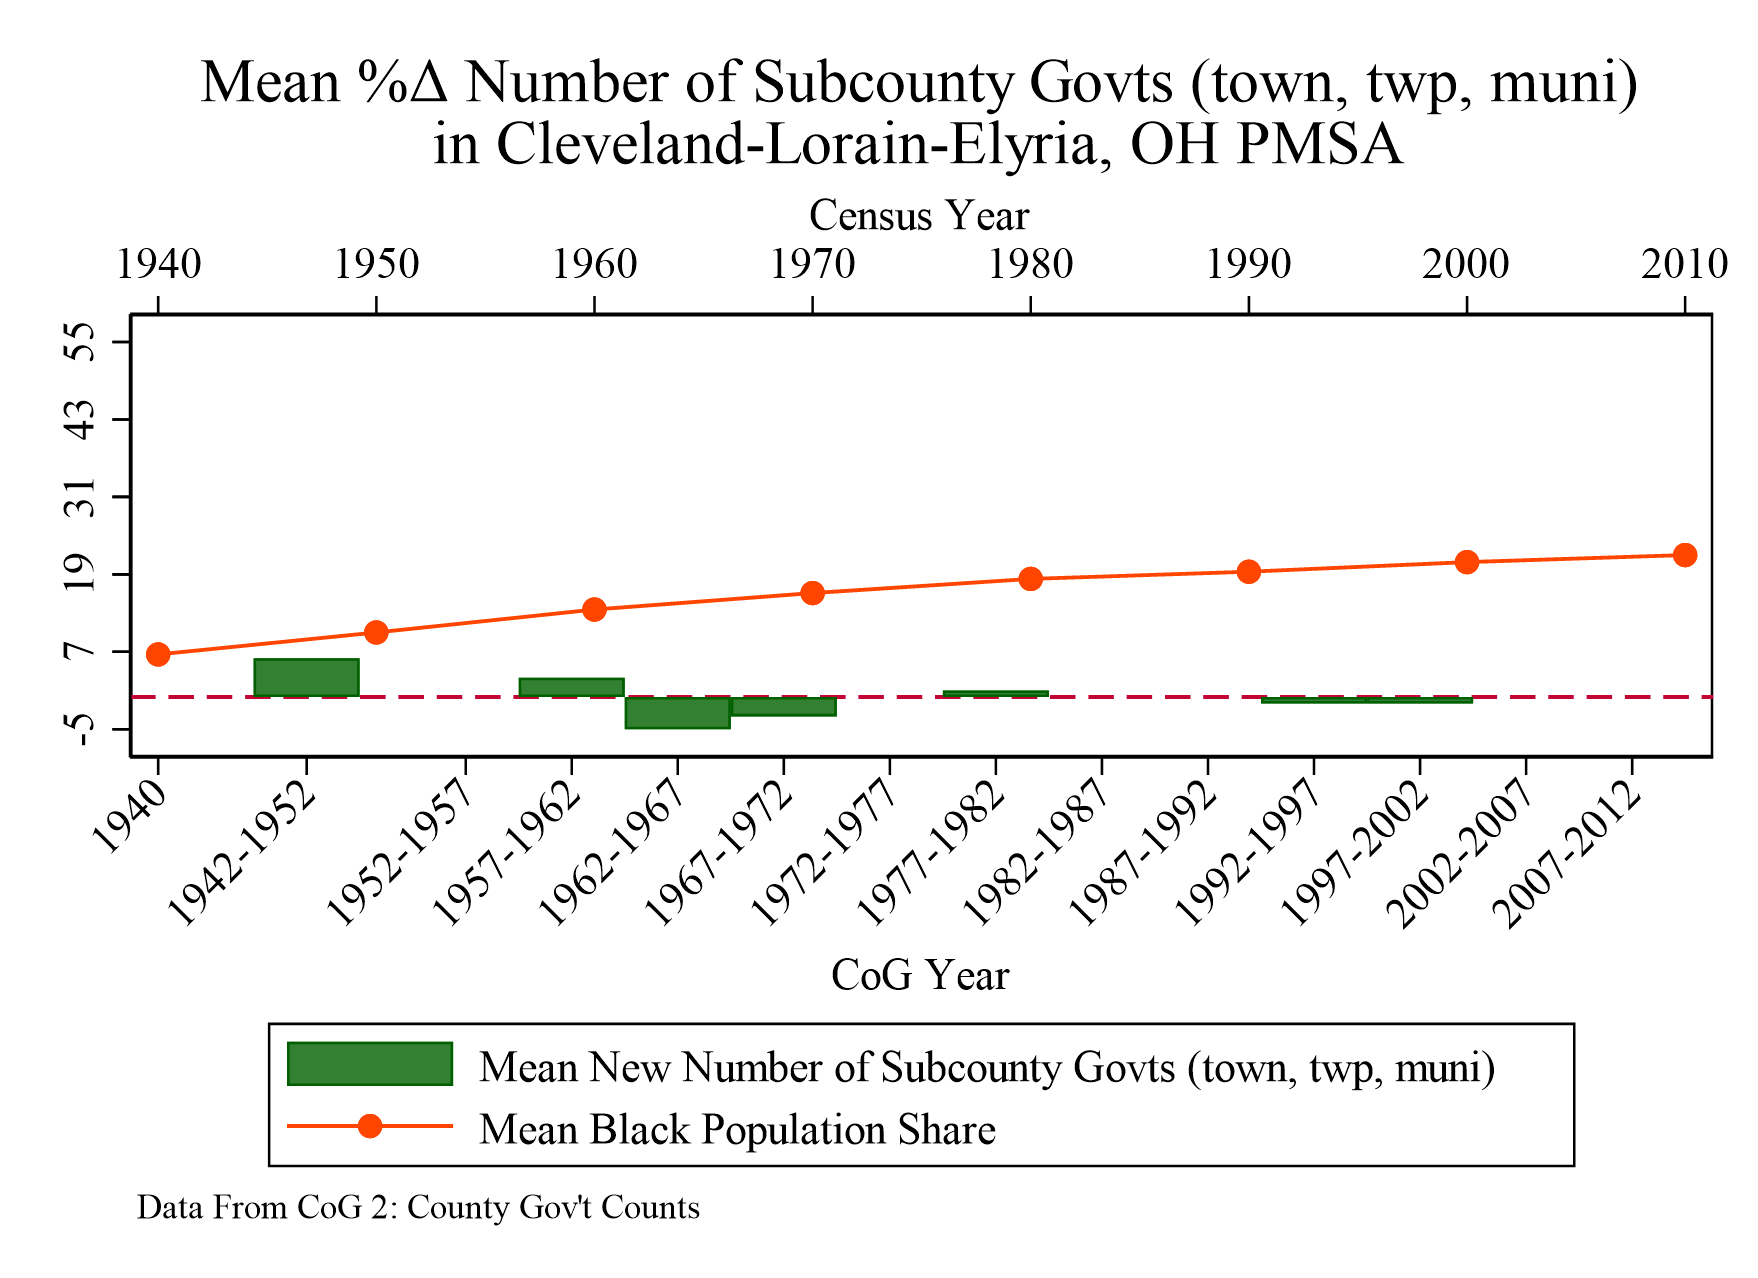 Mean %Δ Number of Subcounty Govts (town, twp, muni)
in Cleveland-Lorain-Elyria, OH PMSA
Census Year
1940 1950 1960 1970 1980 1990 2000 2010
55
43
31
19
7
-5
1940 1942-1952 1952-1957 1957-1962 1962-1967 1967-1972 1972-1977 1977-1982 1982-1987 1987-1992 1992-1997 1997-2002 2002-2007 2007-2012
CoG Year
Mean New Number of Subcounty Govts (town, twp, muni)
Mean Black Population Share
Data From CoG 2: County Gov't Counts